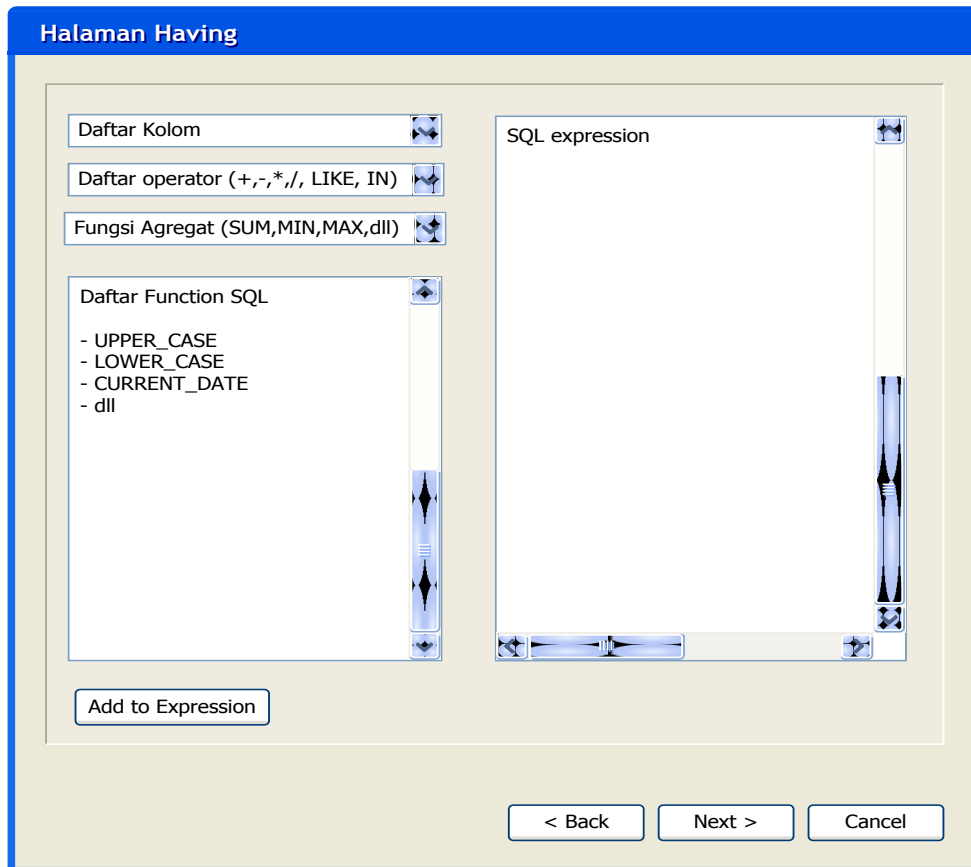 Halaman Having
Daftar Kolom
Daftar operator (+,-,*,/, LIKE, IN)
Fungsi Agregat (SUM,MIN,MAX,dll)
Daftar Function SQL
- UPPER_CASE
- LOWER_CASE
- CURRENT_DATE
- dll
Add to Expression
SQL expression
< Back
Next >
Cancel